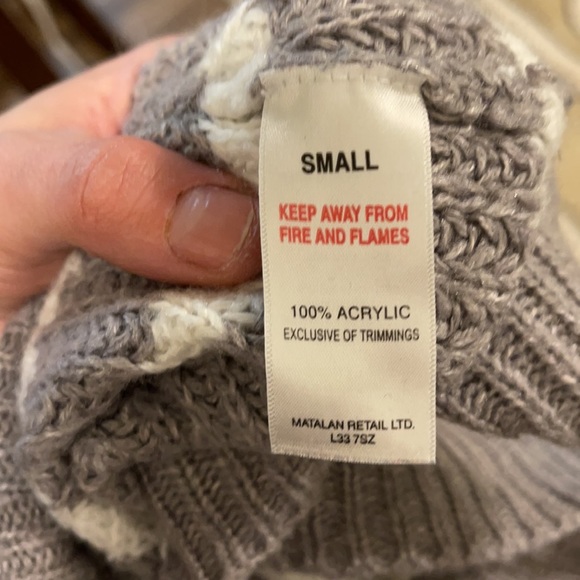 SMALL
KEEP AWAY FROM
FIRE AND FLAMES
100% ACRYLIC
EXCLUSIVE OF TRIMMINGS
MATALAN RETAIL LTD.
L33 7SZ